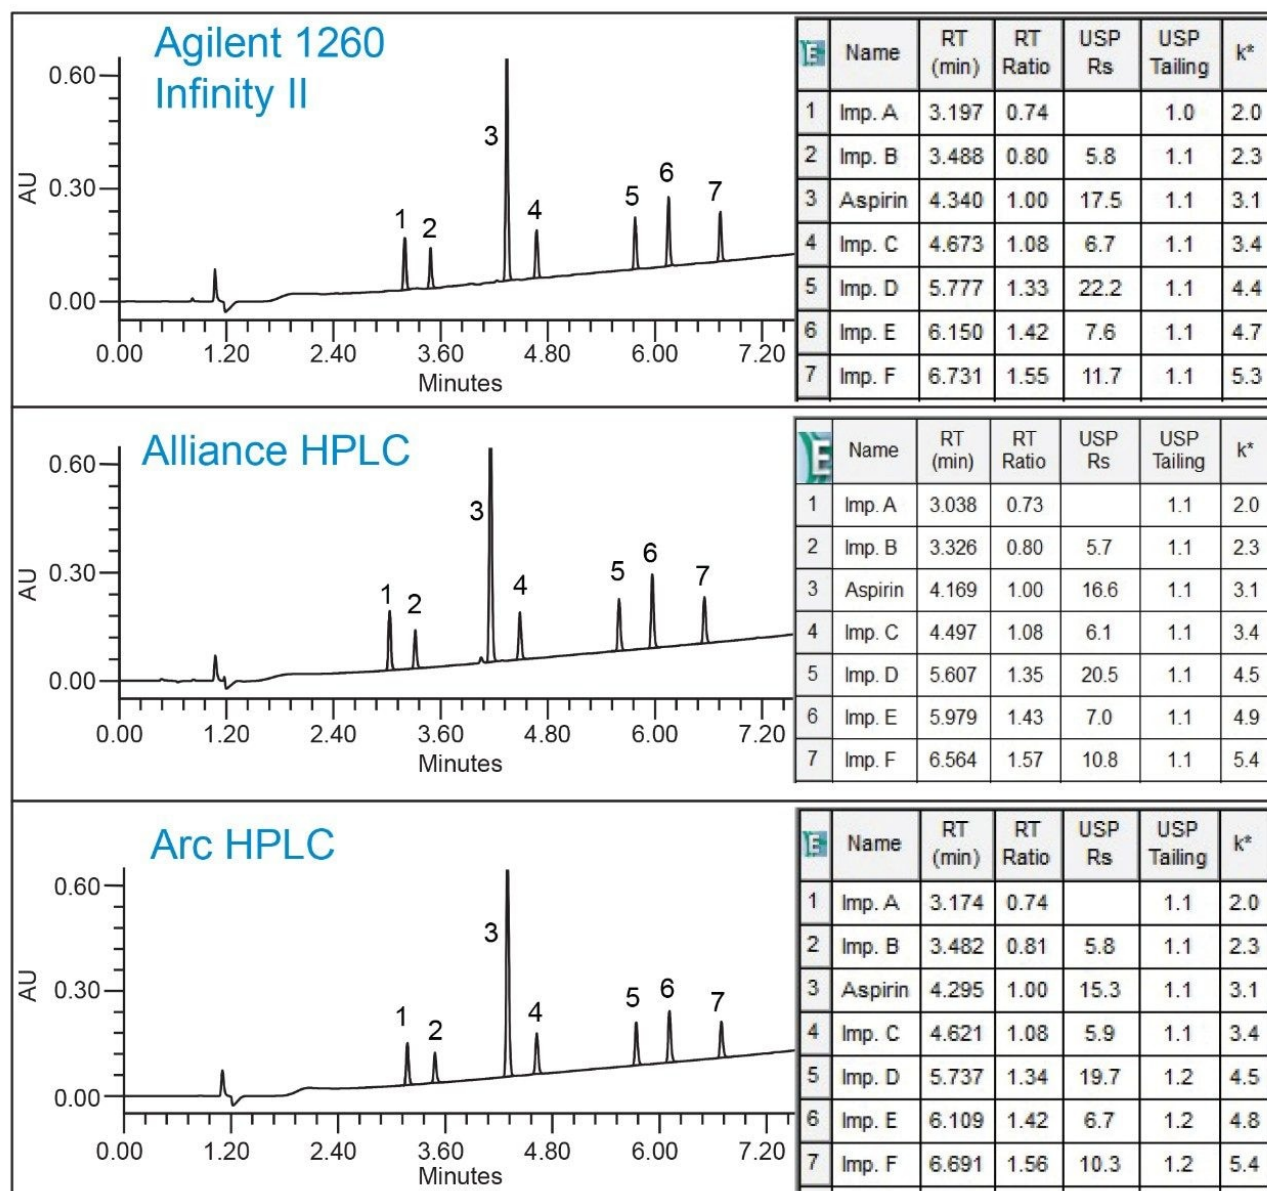 Agilent 1260
Infinity II
AU
0.60
0.30
0.00
1
2
3
4
5
6
7
0.00 1.20 2.40 3.60 4.80 6.00 7.20
Minutes
E Name RT (min) RT Ratio USP Rs USP Tailing k*
1 Imp. A 3.197 0.74 1.0 2.0
2 Imp. B 3.488 0.80 5.8 1.1 2.3
3 Aspirin 4.340 1.00 17.5 1.1 3.1
4 Imp. C 4.673 1.08 6.7 1.1 3.4
5 Imp. D 5.777 1.33 22.2 1.1 4.4
6 Imp. E 6.150 1.42 7.6 1.1 4.7
7 Imp. F 6.731 1.55 11.7 1.1 5.3
Alliance HPLC
AU
0.60
0.30
0.00
1
2
3
4
5
6
7
0.00 1.20 2.40 3.60 4.80 6.00 7.20
Minutes
E Name RT (min) RT Ratio USP Rs USP Tailing k*
1 Imp. A 3.038 0.73 1.1 2.0
2 Imp. B 3.326 0.80 5.7 1.1 2.3
3 Aspirin 4.169 1.00 16.6 1.1 3.1
4 Imp. C 4.497 1.08 6.1 1.1 3.4
5 Imp. D 5.607 1.35 20.5 1.1 4.5
6 Imp. E 5.979 1.43 7.0 1.1 4.9
7 Imp. F 6.564 1.57 10.8 1.1 5.4
Arc HPLC
AU
0.60
0.30
0.00
1
2
3
4
5
6
7
0.00 1.20 2.40 3.60 4.80 6.00 7.20
Minutes
E Name RT (min) RT Ratio USP Rs USP Tailing k*
1 Imp. A 3.174 0.74 1.1 2.0
2 Imp. B 3.482 0.81 5.8 1.1 2.3
3 Aspirin 4.295 1.00 15.3 1.1 3.1
4 Imp. C 4.621 1.08 5.9 1.1 3.4
5 Imp. D 5.737 1.34 19.7 1.2 4.5
6 Imp. E 6.109 1.42 6.7 1.2 4.8
7 Imp. F 6.691 1.56 10.3 1.2 5.4